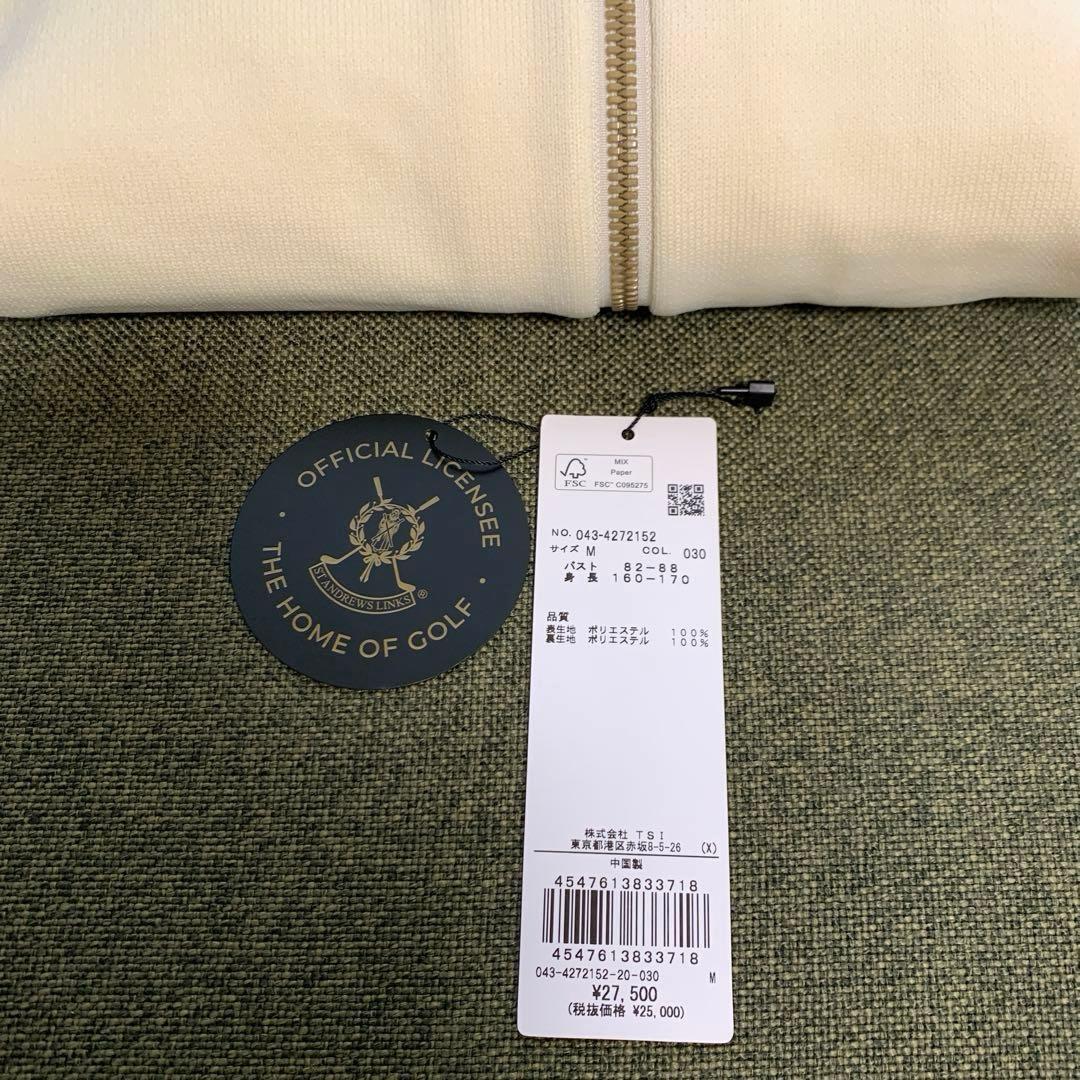 OFFICIAL LICENSEE
ST ANDREWS LINKS ®
THE HOME OF GOLF
FSC™
MIX
Paper
FSC™ C095275
NO. 043-4272152
サイズ M COL. 030
バスト 82-88
身 長 160-170
品質
表生地 ポリエステル 100%
裏生地 ポリエステル 100%
株式会社 TSI
東京都港区赤坂8-5-26 (X)
中国製
4547613833718
4547613833718
043-4272152-20-030 M
¥27,500
(税抜価格 ¥25,000)